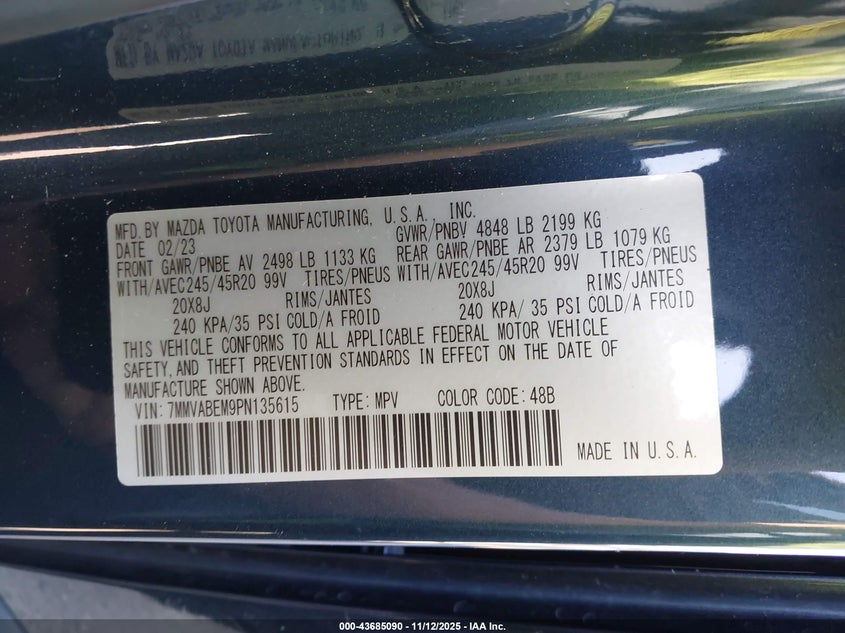 MFD. BY MAZDA TOYOTA MANUFACTURING, U.S.A., INC.
DATE 02/23 GVWR/PNBV 4848 LB 2199 KG
FRONT GAWR/PNBE AV 2498 LB 1133 KG REAR GAWR/PNBE AR 2379 LB 1079 KG
WITH/AVEC245/45R20 99V TIRES/PNEUS WITH/AVEC245/45R20 99V TIRES/PNEUS
20X8J RIMS/JANTES 20X8J RIMS/JANTES
240 KPA/35 PSI COLD/A FROID 240 KPA/ 35 PSI COLD/A FROID
THIS VEHICLE CONFORMS TO ALL APPLICABLE FEDERAL MOTOR VEHICLE
SAFETY, AND THEFT PREVENTION STANDARDS IN EFFECT ON THE DATE OF
MANUFACTURE SHOWN ABOVE.
VIN: 7MMVABEM9PN135615 TYPE: MPV COLOR CODE: 48B
MADE IN U.S.A.
000-43685090 - 11/12/2025 - IAA Inc.